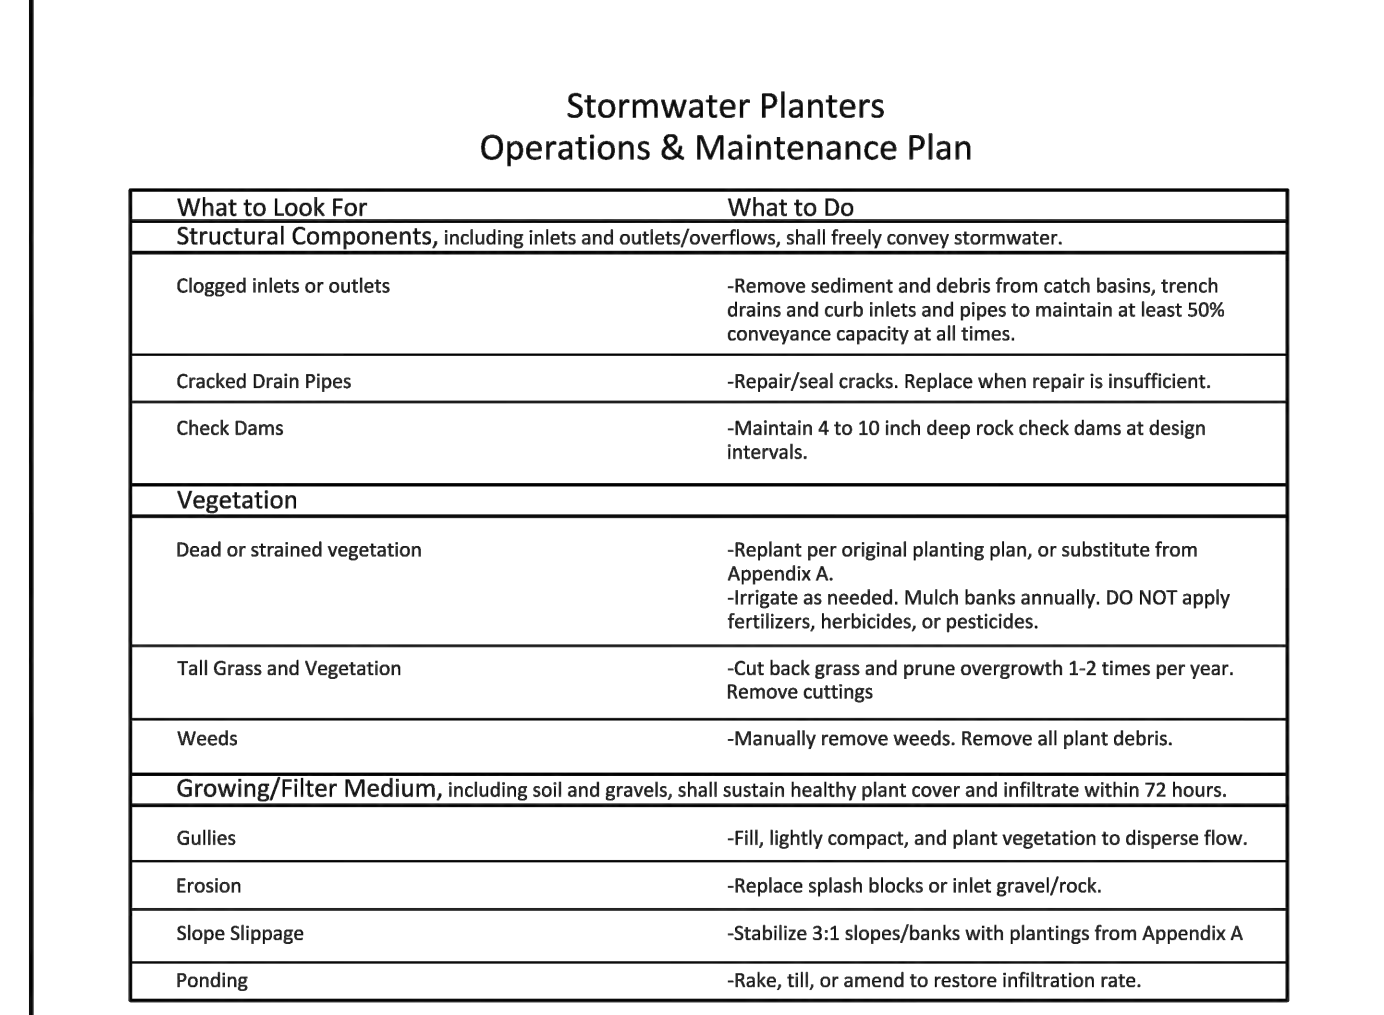 Stormwater Planters
Operations & Maintenance Plan
What to Look For
What to Do
Structural Components, including inlets and outlets/overflows, shall freely convey stormwater.
Clogged inlets or outlets
-Remove sediment and debris from catch basins, trench
drains and curb inlets and pipes to maintain at least 50%
conveyance capacity at all times.
Cracked Drain Pipes
-Repair/seal cracks. Replace when repair is insufficient.
Check Dams
-Maintain 4 to 10 inch deep rock check dams at design
intervals.
Vegetation
Dead or strained vegetation
-Replant per original planting plan, or substitute from
Appendix A.
-Irrigate as needed. Mulch banks annually. DO NOT apply
fertilizers, herbicides, or pesticides.
Tall Grass and Vegetation
-Cut back grass and prune overgrowth 1-2 times per year.
Remove cuttings
Weeds
-Manually remove weeds. Remove all plant debris.
Growing/Filter Medium, including soil and gravels, shall sustain healthy plant cover and infiltrate within 72 hours.
Gullies
-Fill, lightly compact, and plant vegetation to disperse flow.
Erosion
-Replace splash blocks or inlet gravel/rock.
Slope Slippage
-Stabilize 3:1 slopes/banks with plantings from Appendix A
Ponding
-Rake, till, or amend to restore infiltration rate.